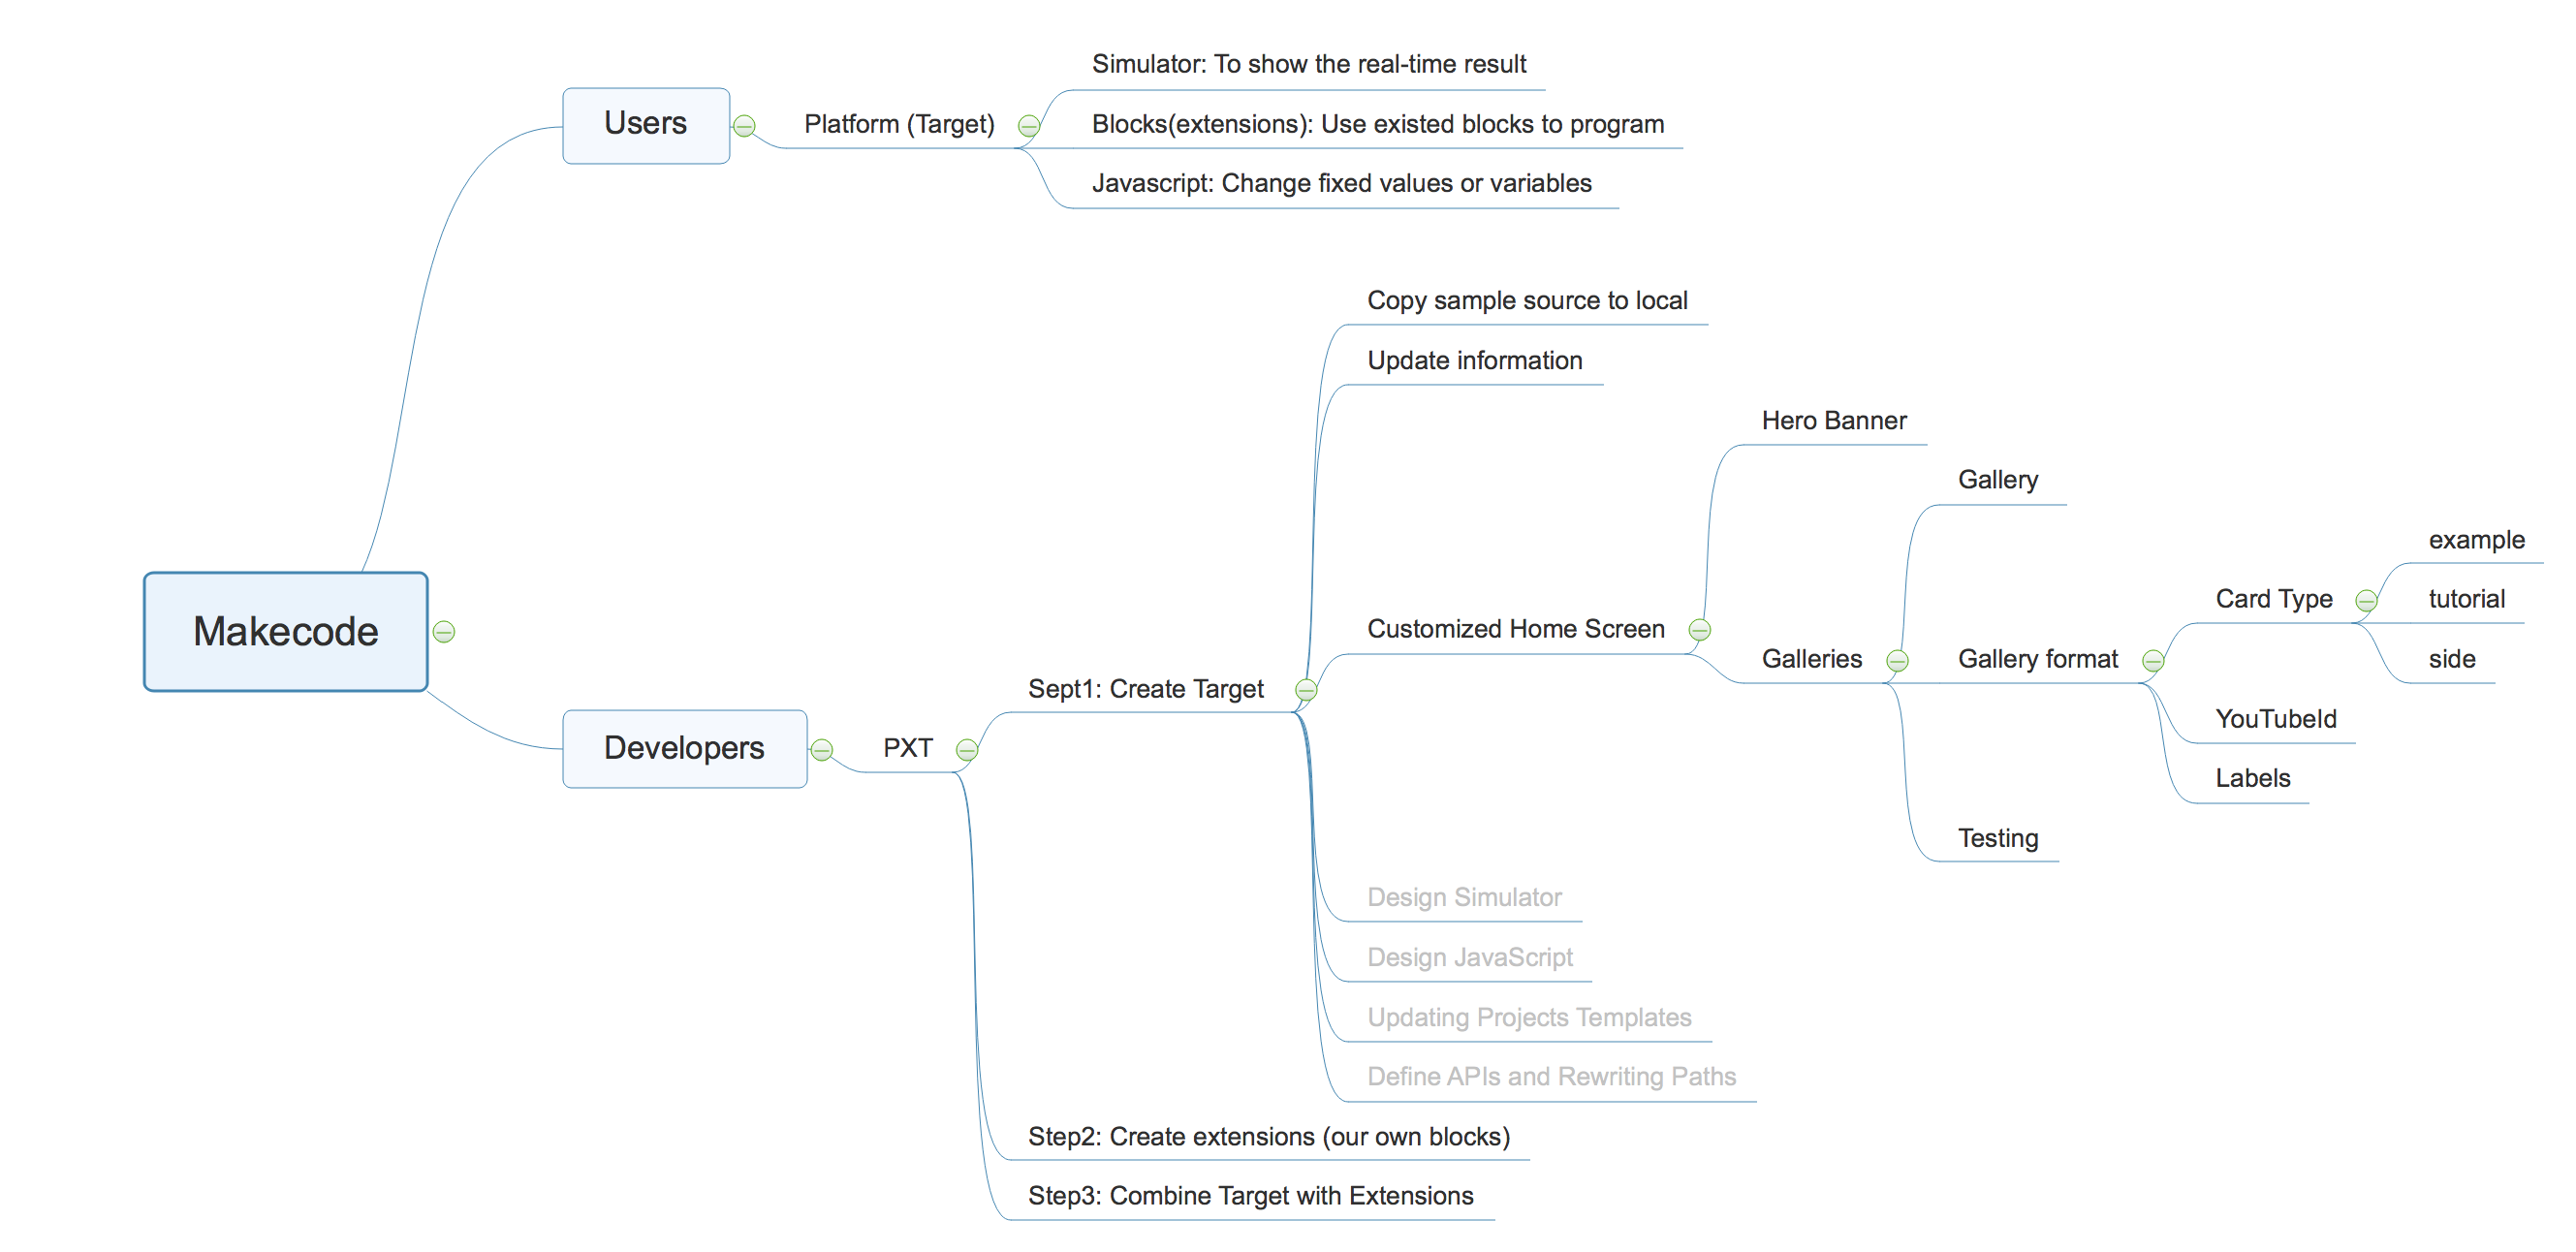 Simulator: To show the real-time result
Users
Platform (Target)
Blocks(extensions): Use existed blocks to program
Javascript: Change fixed values or variables
Copy sample source to local
Update information
Hero Banner
Gallery
example
Card Type
tutorial
Makecode
Customized Home Screen
Galleries
Gallery format
side
Sept1: Create Target
YouTubeId
Developers
PXT
Labels
Testing
Design Simulator
Design JavaScript
Updating Projects Templates
Define APIs and Rewriting Paths
Step2: Create extensions (our own blocks)
Step3: Combine Target with Extensions